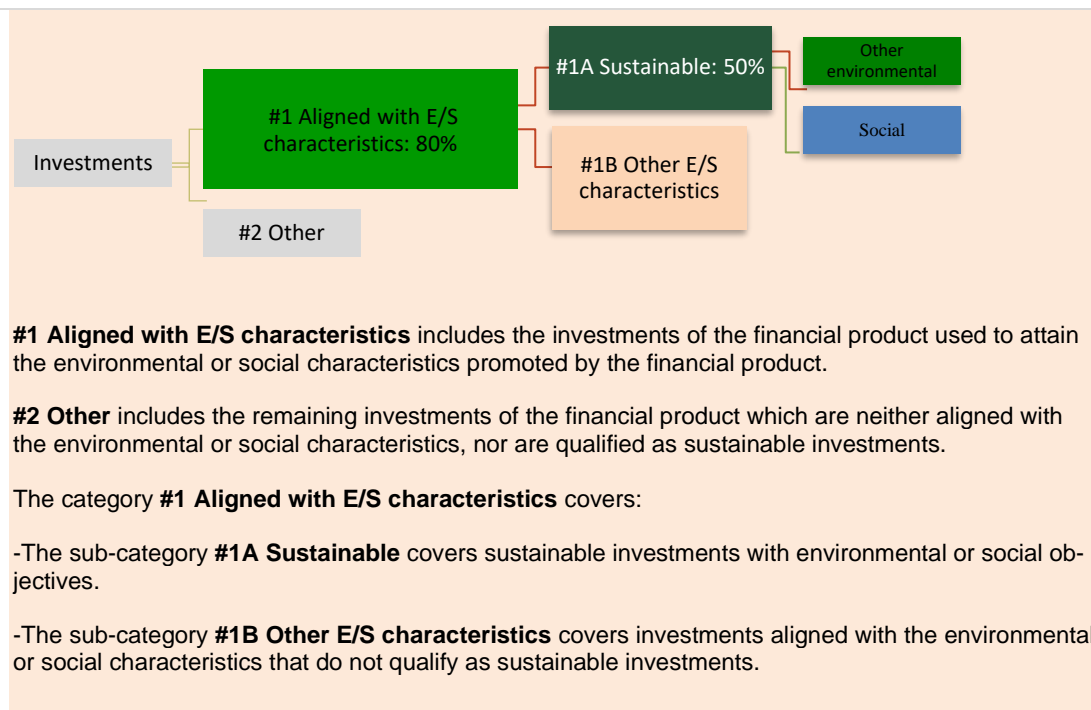 Investments
#1 Aligned with E/S
characteristics: 80%
#2 Other
#1A Sustainable: 50%
#1B Other E/S
characteristics
Other
environmental
Social
#1 Aligned with E/S characteristics includes the investments of the financial product used to attain
the environmental or social characteristics promoted by the financial product.
#2 Other includes the remaining investments of the financial product which are neither aligned with
the environmental or social characteristics, nor are qualified as sustainable investments.
The category #1 Aligned with E/S characteristics covers:
-The sub-category #1A Sustainable covers sustainable investments with environmental or social ob-
jectives.
-The sub-category #1B Other E/S characteristics covers investments aligned with the environmental
or social characteristics that do not qualify as sustainable investments.